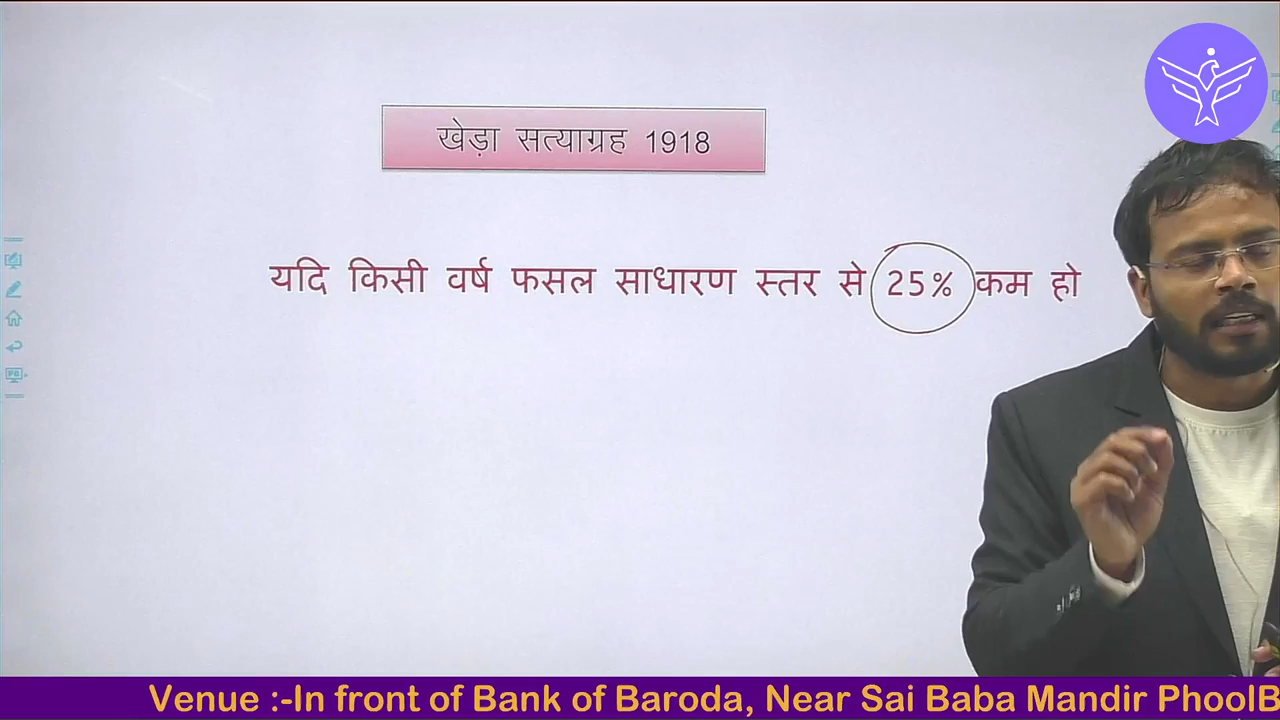 खेड़ा सत्याग्रह 1918
यदि किसी वर्ष फसल साधारण स्तर से 25% कम हो
Venue :-In front of Bank of Baroda, Near Sai Baba Mandir PhoolB